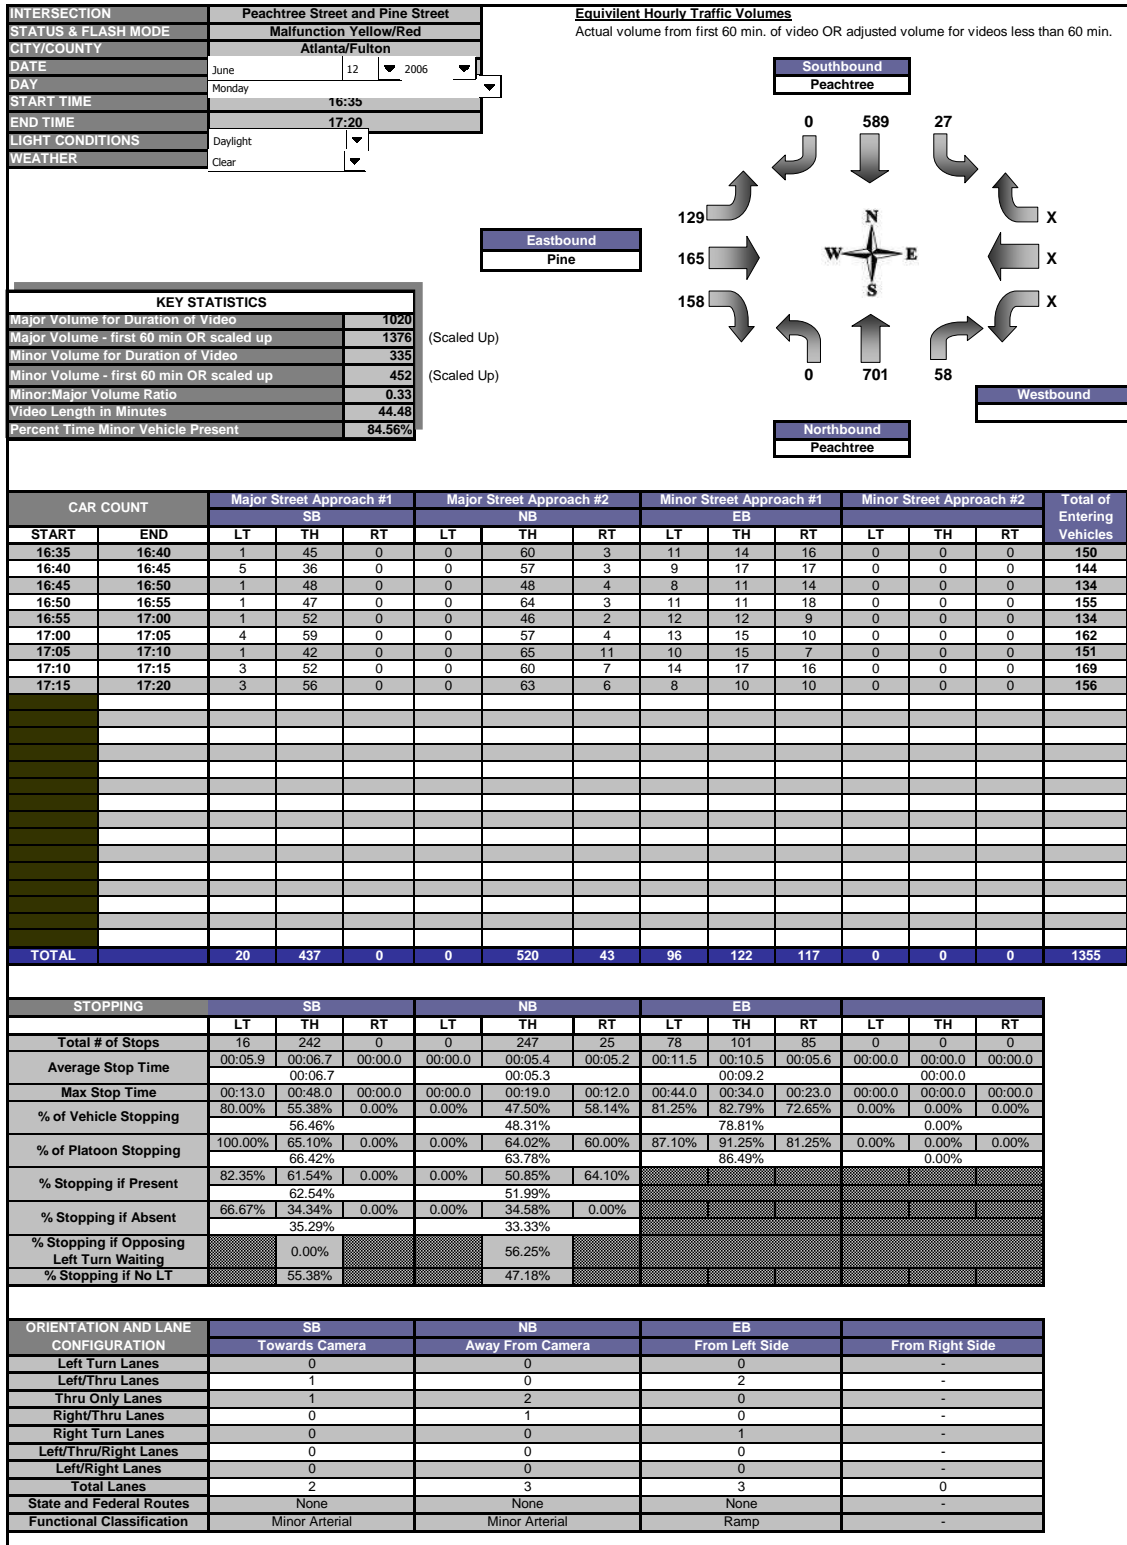 INTERSECTION Peachtree Street and Pine Street
STATUS & FLASH MODE Malfunction Yellow/Red
CITY/COUNTY Atlanta/Fulton
DATE June 12 2006
DAY Monday
START TIME 16:35
END TIME 17:20
LIGHT CONDITIONS Daylight
WEATHER Clear
Equivilent Hourly Traffic Volumes
Actual volume from first 60 min. of video OR adjusted volume for videos less than 60 min.
Southbound
Peachtree
0 589 27
129 X
165 X
158 X
N
W E
S
Eastbound
Pine
0 701 58
Westbound
Northbound
Peachtree
KEY STATISTICS
Major Volume for Duration of Video 1020
Major Volume - first 60 min OR scaled up 1376 (Scaled Up)
Minor Volume for Duration of Video 335
Minor Volume - first 60 min OR scaled up 452 (Scaled Up)
Minor:Major Volume Ratio 0.33
Video Length in Minutes 44.48
Percent Time Minor Vehicle Present 84.56%
CAR COUNT Major Street Approach #1 Major Street Approach #2 Minor Street Approach #1 Minor Street Approach #2 Total of
SB NB EB Entering
START END LT TH RT LT TH RT LT TH RT LT TH RT Vehicles
16:35 16:40 1 45 0 0 60 3 11 14 16 0 0 0 150
16:40 16:45 5 36 0 0 57 3 9 17 17 0 0 0 144
16:45 16:50 1 48 0 0 48 4 8 11 14 0 0 0 134
16:50 16:55 1 47 0 0 64 3 11 11 18 0 0 0 155
16:55 17:00 1 52 0 0 46 2 12 12 9 0 0 0 134
17:00 17:05 4 59 0 0 57 4 13 15 10 0 0 0 162
17:05 17:10 1 42 0 0 65 11 10 15 7 0 0 0 151
17:10 17:15 3 52 0 0 60 7 14 17 16 0 0 0 169
17:15 17:20 3 56 0 0 63 6 8 10 10 0 0 0 156
TOTAL 20 437 0 0 520 43 96 122 117 0 0 0 1355
STOPPING SB NB EB
LT TH RT LT TH RT LT TH RT LT TH RT
Total # of Stops 16 242 0 0 247 25 78 101 85 0 0 0
Average Stop Time 00:05.9 00:06.7 00:00.0 00:00.0 00:05.4 00:05.2 00:11.5 00:10.5 00:05.6 00:00.0 00:00.0 00:00.0
00:06.7 00:05.3 00:09.2 00:00.0
Max Stop Time 00:13.0 00:48.0 00:00.0 00:00.0 00:19.0 00:12.0 00:44.0 00:34.0 00:23.0 00:00.0 00:00.0 00:00.0
% of Vehicle Stopping 80.00% 55.38% 0.00% 0.00% 47.50% 58.14% 81.25% 82.79% 72.65% 0.00% 0.00% 0.00%
56.46% 48.31% 78.81% 0.00%
% of Platoon Stopping 100.00% 65.10% 0.00% 0.00% 64.02% 60.00% 87.10% 91.25% 81.25% 0.00% 0.00% 0.00%
66.42% 63.78% 86.49% 0.00%
% Stopping if Present 82.35% 61.54% 0.00% 0.00% 50.85% 64.10%
62.54% 51.99%
% Stopping if Absent 66.67% 34.34% 0.00% 0.00% 34.58% 0.00%
35.29% 33.33%
% Stopping if Opposing
Left Turn Waiting 0.00% 56.25%
% Stopping if No LT 55.38% 47.18%
ORIENTATION AND LANE SB NB EB
CONFIGURATION Towards Camera Away From Camera From Left Side From Right Side
Left Turn Lanes 0 0 0 -
Left/Thru Lanes 1 0 2 -
Thru Only Lanes 1 2 0 -
Right/Thru Lanes 0 1 0 -
Right Turn Lanes 0 0 1 -
Left/Thru/Right Lanes 0 0 0 -
Left/Right Lanes 0 0 0 -
Total Lanes 2 3 3 0
State and Federal Routes None None None -
Functional Classification Minor Arterial Minor Arterial Ramp -